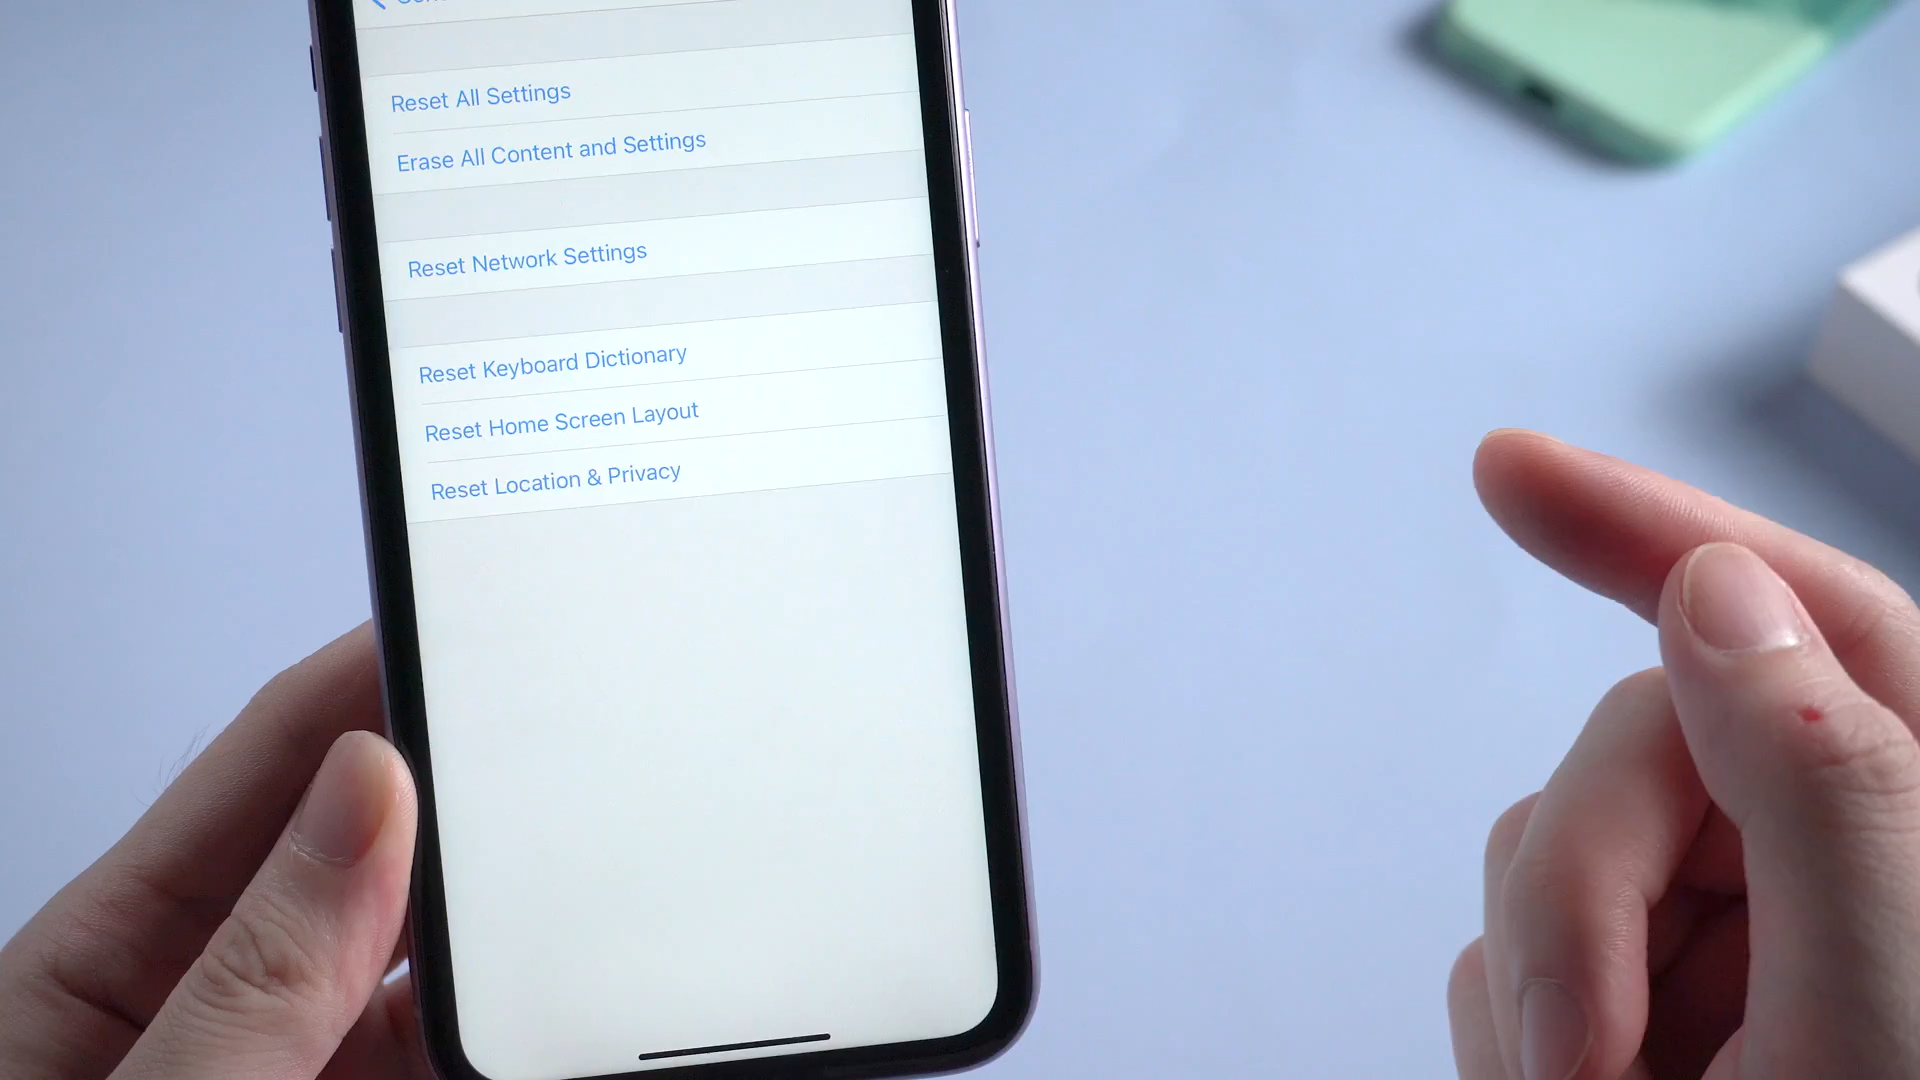 Reset All Settings
Erase All Content and Settings
Reset Network Settings
Reset Keyboard Dictionary
Reset Home Screen Layout
Reset Location & Privacy